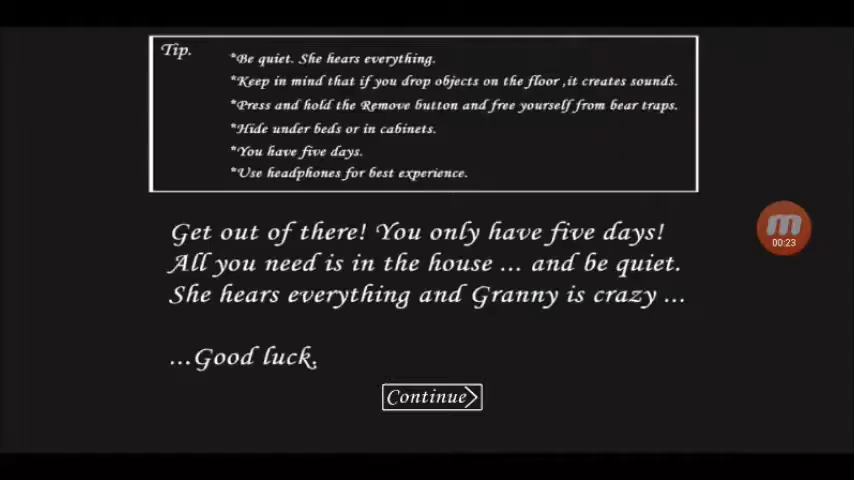 Tip.
*Be quiet. She hears everything.
*Keep in mind that if you drop objects on the floor ,it creates sounds.
*Press and hold the Remove button and free yourself from bear traps.
*Hide under beds or in cabinets.
*You have five days.
*Use headphones for best experience.
Get out of there! You only have five days!
All you need is in the house ... and be quiet.
She hears everything and Granny is crazy ...
...Good luck.
Continue
00:23